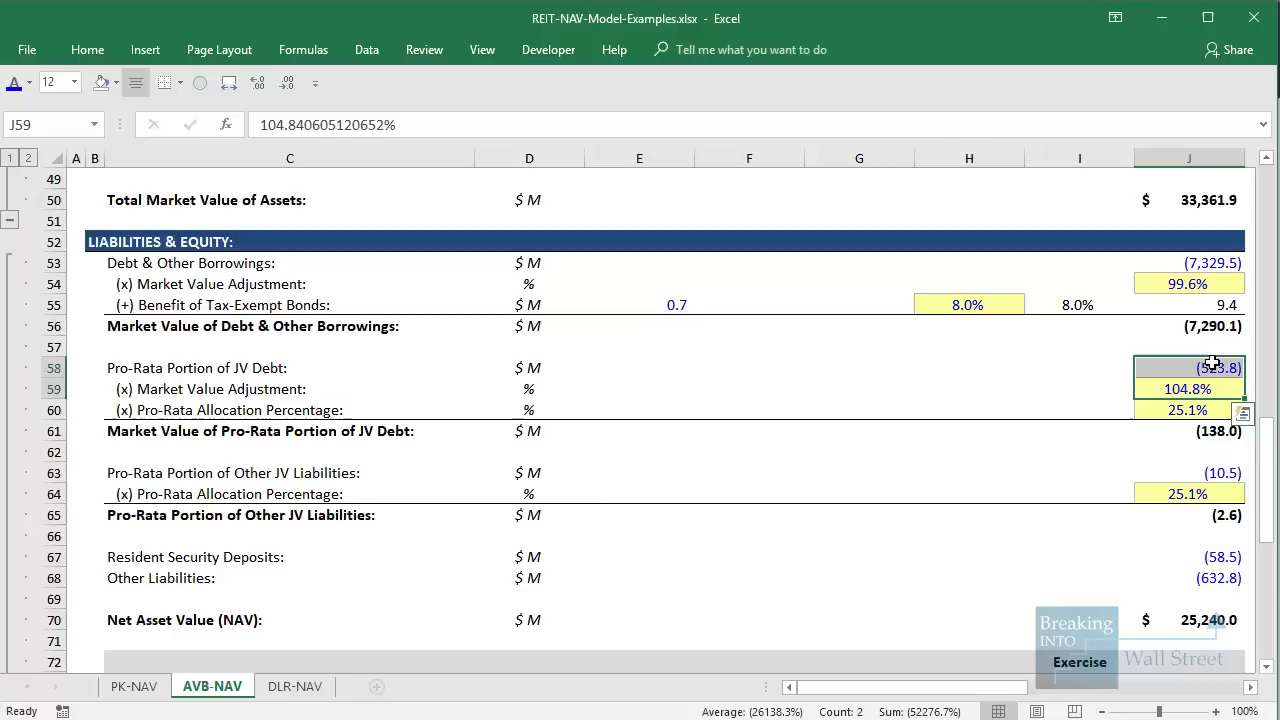 REIT-NAV-Model-Examples.xlsx - Excel
File Home Insert Page Layout Formulas Data Review View Developer Help Tell me what you want to do Share
A 12
J59 fx 104.840605120652%
1 2 A B C D E F G H I J
49
50 Total Market Value of Assets: $ M $ 33,361.9
51
52 LIABILITIES & EQUITY:
53 Debt & Other Borrowings: $ M (7,329.5)
54 (x) Market Value Adjustment: % 99.6%
55 (+) Benefit of Tax-Exempt Bonds: $ M 0.7 8.0% 8.0% 9.4
56 Market Value of Debt & Other Borrowings: $ M (7,290.1)
57
58 Pro-Rata Portion of JV Debt: $ M (523.8)
59 (x) Market Value Adjustment: % 104.8%
60 (x) Pro-Rata Allocation Percentage: % 25.1%
61 Market Value of Pro-Rata Portion of JV Debt: $ M (138.0)
62
63 Pro-Rata Portion of Other JV Liabilities: $ M (10.5)
64 (x) Pro-Rata Allocation Percentage: % 25.1%
65 Pro-Rata Portion of Other JV Liabilities: $ M (2.6)
66
67 Resident Security Deposits: $ M (58.5)
68 Other Liabilities: $ M (632.8)
69
70 Net Asset Value (NAV): $ M $ 25,240.0
71
72 Exercise
Breaking
INTO
Wall Street
PK-NAV AVB-NAV DLR-NAV
Ready Average: (26138.3%) Count: 2 Sum: (52276.7%) 100%